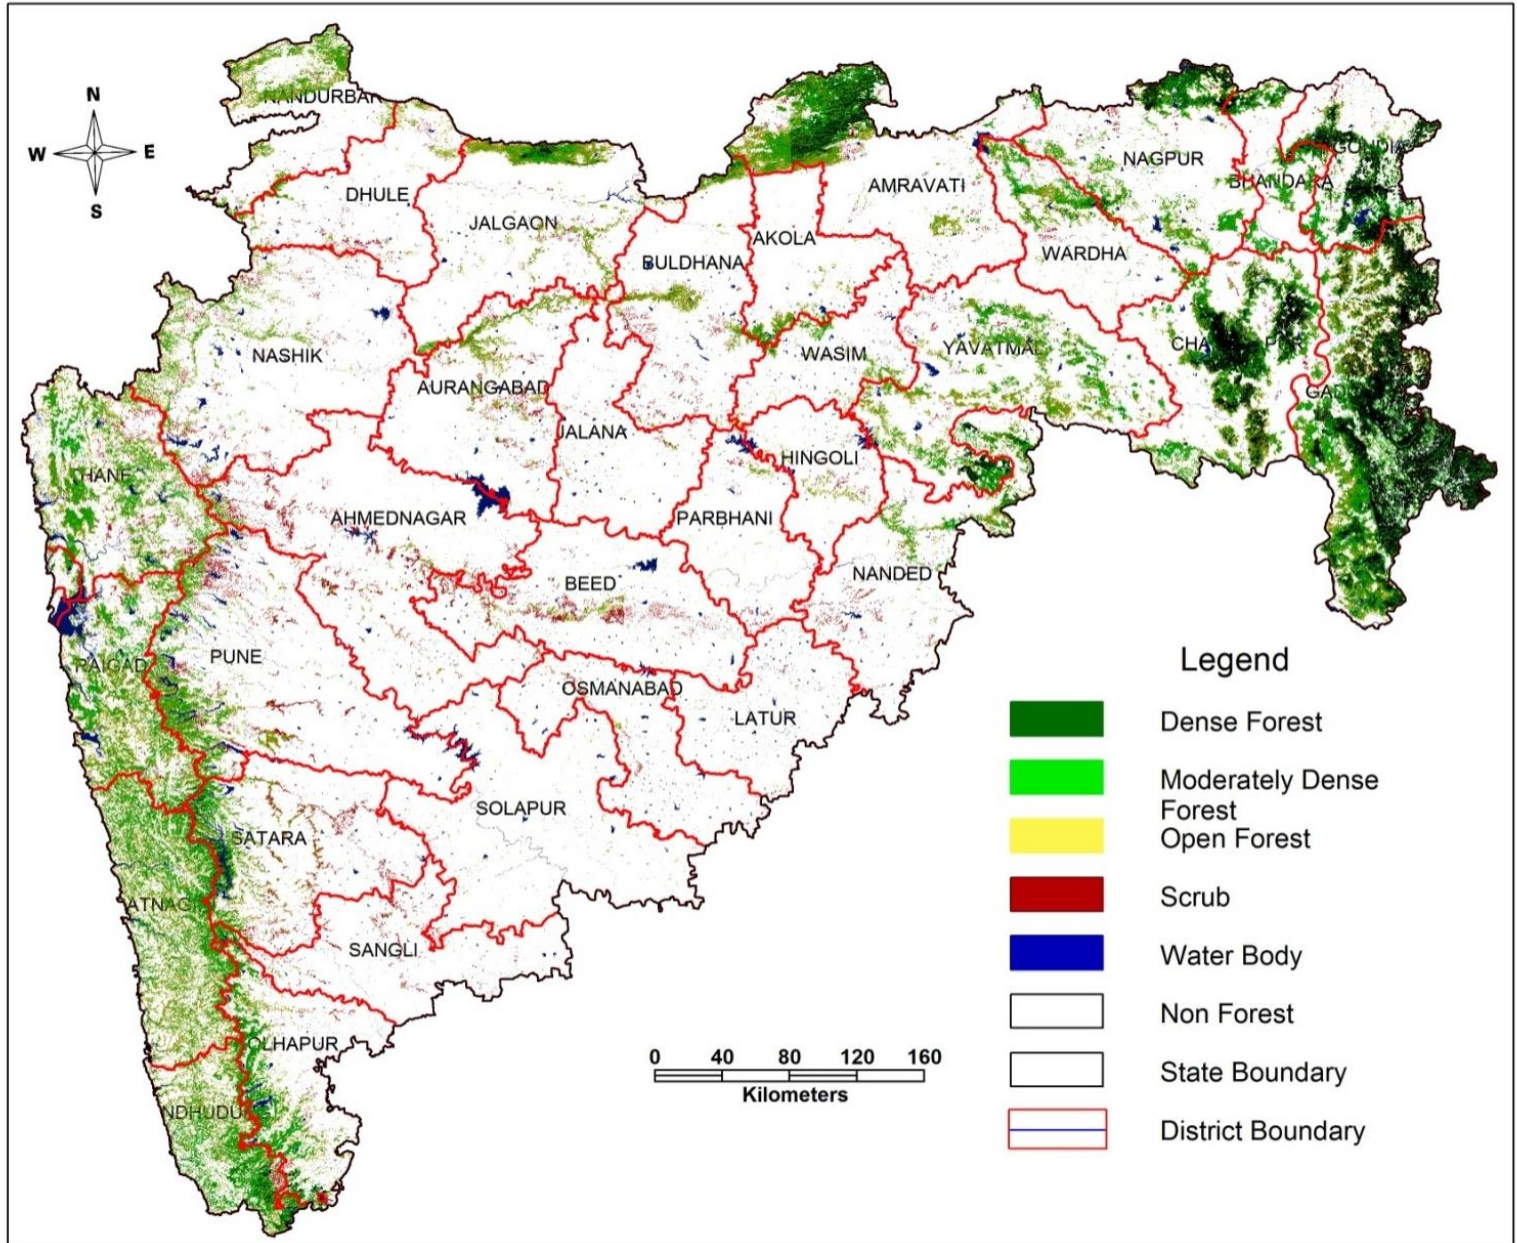 N
W E
S
NANDURBAR
DHULE
JALGAON
BULDHANA
AKOLA
AMRAVATI
NAGPUR
BHANDARA
GONDIA
WARDHA
NASHIK
AURANGABAD
JALANA
WASIM
YAVATMAL
THANE
AHMEDNAGAR
PARBHANI
HINGOLI
NANDED
BEED
RAIGAD
PUNE
OSMANABAD
LATUR
SOLAPUR
SATARA
SANGLI
OLHAPUR
Legend
Dense Forest
Moderately Dense
Forest
Open Forest
Scrub
Water Body
Non Forest
State Boundary
District Boundary
0 40 80 120 160
Kilometers